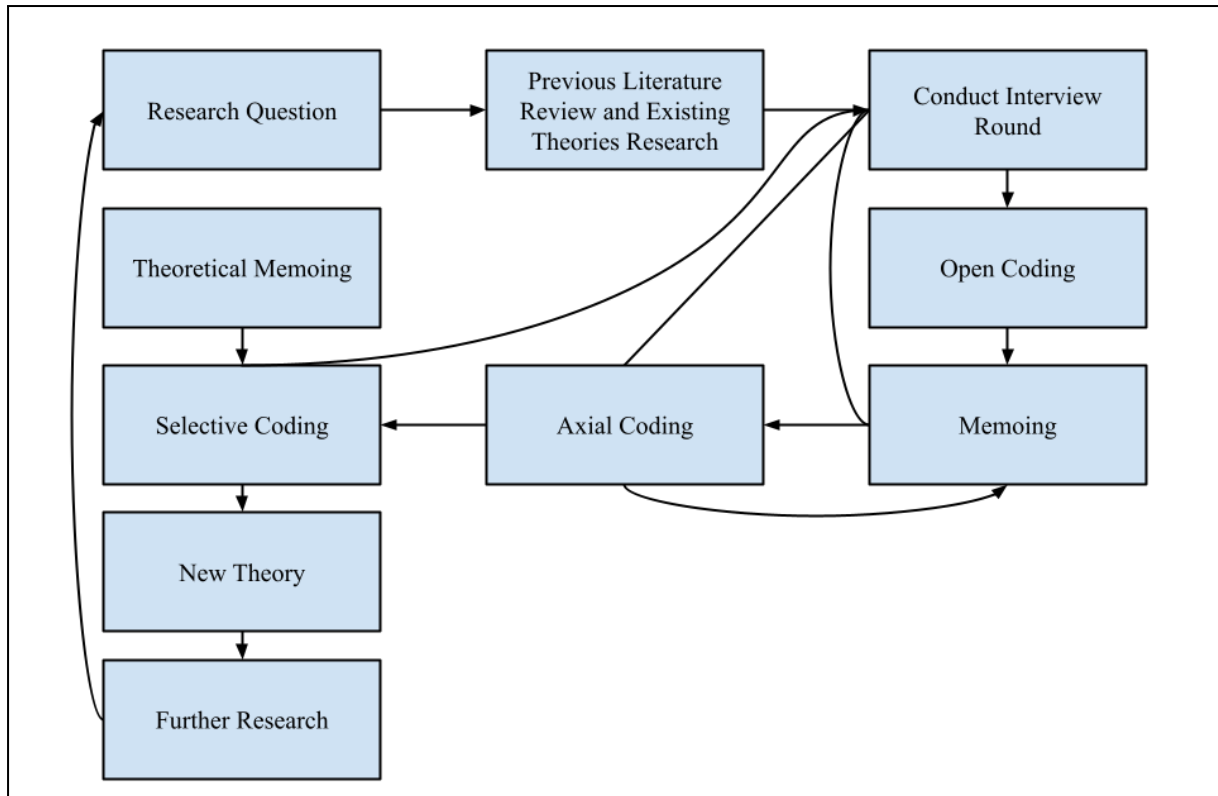 Research Question
Previous Literature
Review and Existing
Theories Research
Conduct Interview
Round
Theoretical Memoing
Open Coding
Selective Coding
Axial Coding
Memoing
New Theory
Further Research